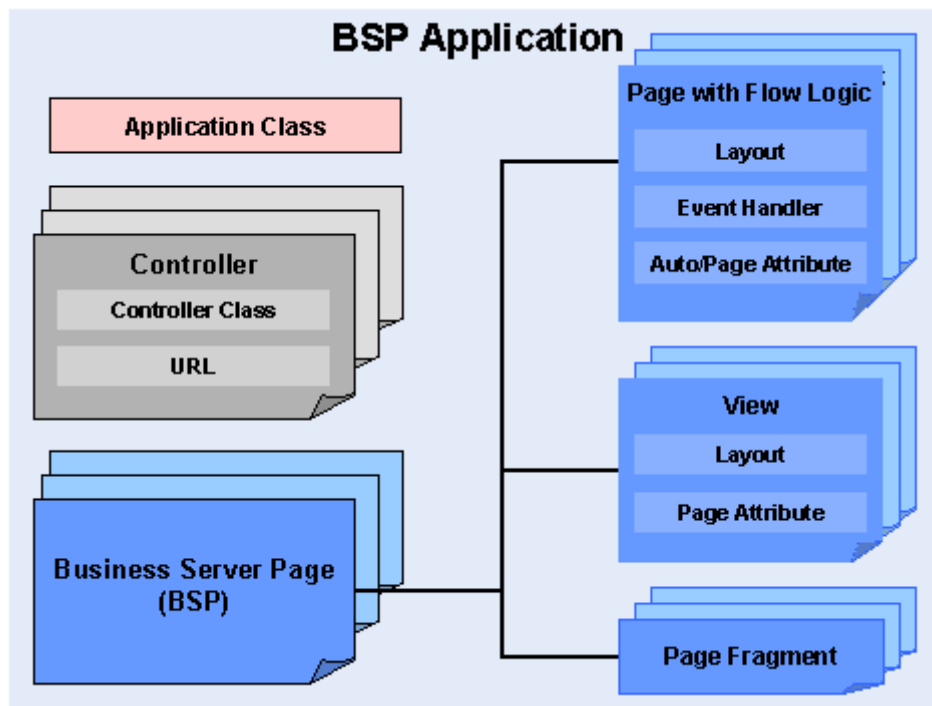 BSP Application
Application Class
Controller
Controller Class
URL
Business Server Page
(BSP)
Page with Flow Logic
Layout
Event Handler
Auto/Page Attribute
View
Layout
Page Attribute
Page Fragment